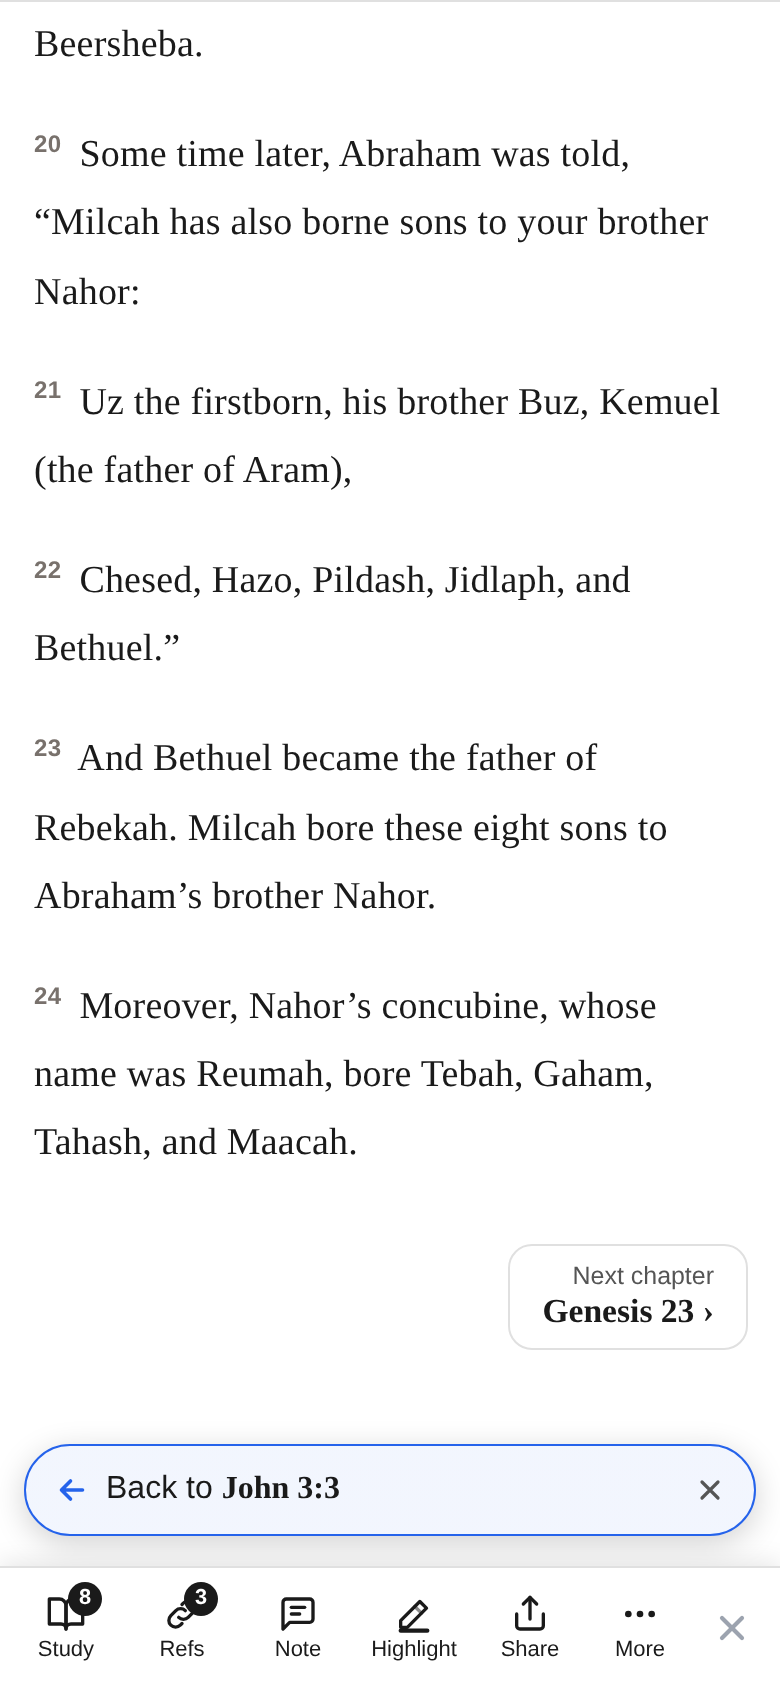 Beersheba.
20 Some time later, Abraham was told,
“Milcah has also borne sons to your brother
Nahor:
21 Uz the firstborn, his brother Buz, Kemuel
(the father of Aram),
22 Chesed, Hazo, Pildash, Jidlaph, and
Bethuel.”
23 And Bethuel became the father of
Rebekah. Milcah bore these eight sons to
Abraham’s brother Nahor.
24 Moreover, Nahor’s concubine, whose
name was Reumah, bore Tebah, Gaham,
Tahash, and Maacah.
Next chapter
Genesis 23 ›
Back to John 3:3
8 3
Study Refs Note Highlight Share More